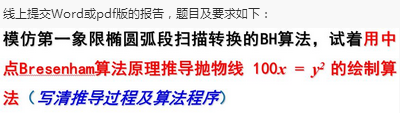 线上提交Word或pdf版的报告，题目及要求如下：
模仿第一象限椭圆弧段扫描转换的BH算法，试着用中
点Bresenham算法原理推导抛物线 100x = y² 的绘制算
法（写清推导过程及算法程序）